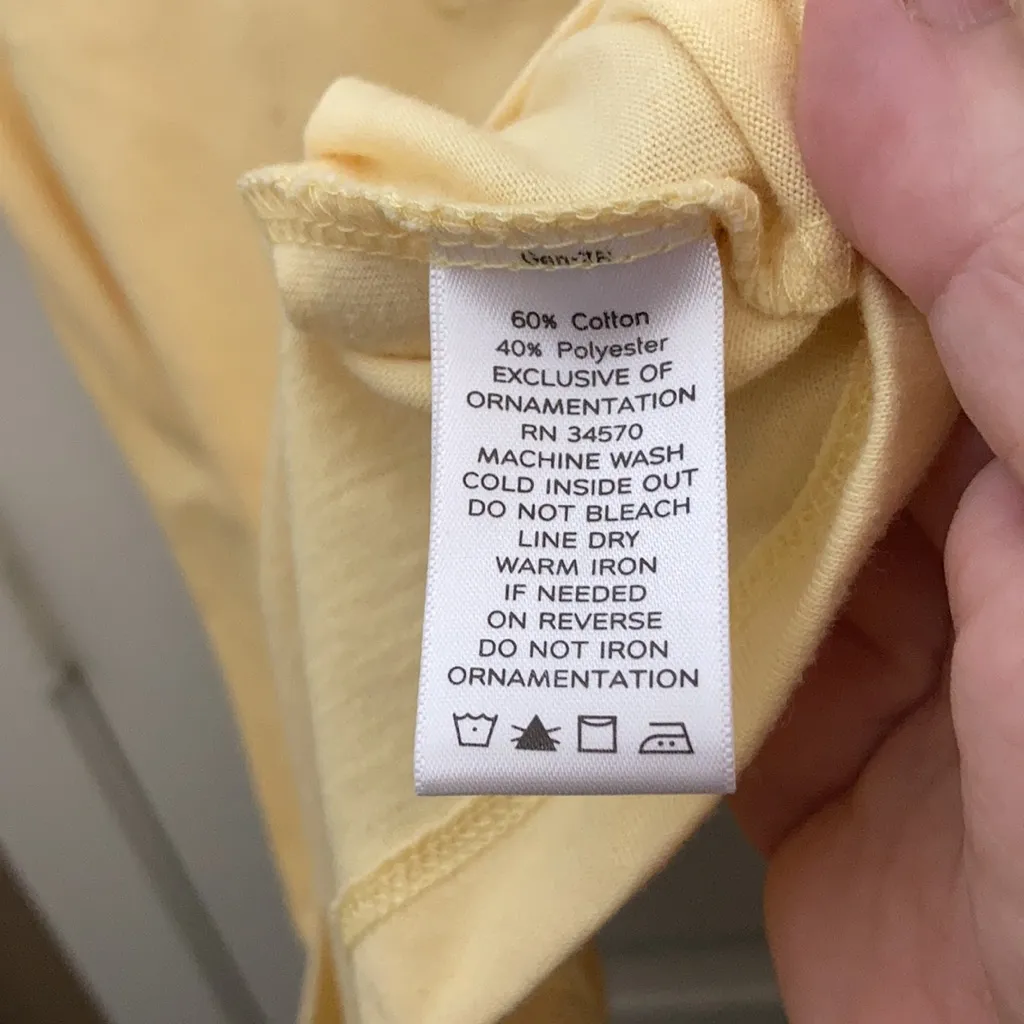 60% Cotton
40% Polyester
EXCLUSIVE OF
ORNAMENTATION
RN 34570
MACHINE WASH
COLD INSIDE OUT
DO NOT BLEACH
LINE DRY
WARM IRON
IF NEEDED
ON REVERSE
DO NOT IRON
ORNAMENTATION